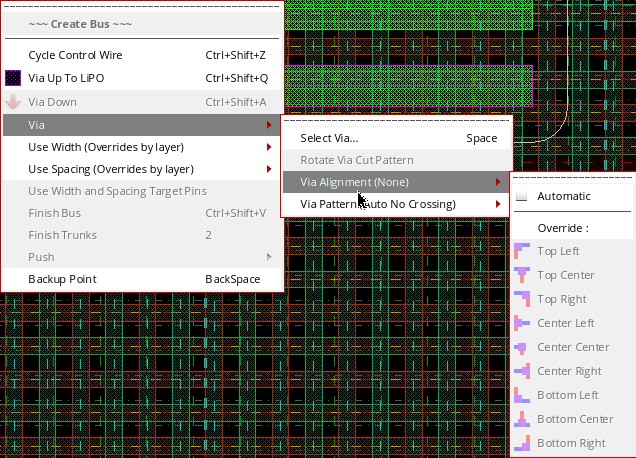 ~~~ Create Bus ~~~
Cycle Control Wire Ctrl+Shift+Z
Via Up To LiPO Ctrl+Shift+Q
Via Down Ctrl+Shift+A
Via
Use Width (Overrides by layer)
Use Spacing (Overrides by layer)
Use Width and Spacing Target Pins
Finish Bus Ctrl+Shift+V
Finish Trunks 2
Push
Backup Point BackSpace
Select Via... Space
Rotate Via Cut Pattern
Via Alignment (None)
Via Pattern Auto No Crossing)
Automatic
Override :
Top Left
Top Center
Top Right
Center Left
Center Center
Center Right
Bottom Left
Bottom Center
Bottom Right